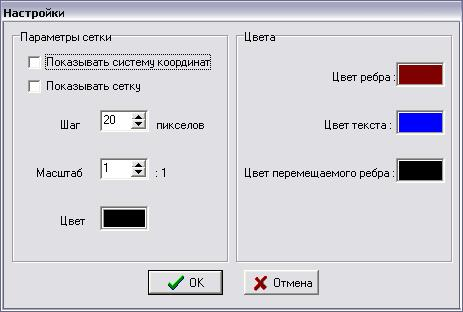 Настройки
Параметры сетки
Показывать систему координат
Показывать сетку
Шаг 20 пикселов
Масштаб 1 : 1
Цвет
Цвета
Цвет ребра :
Цвет текста :
Цвет перемещаемого ребра :
OK
Отмена